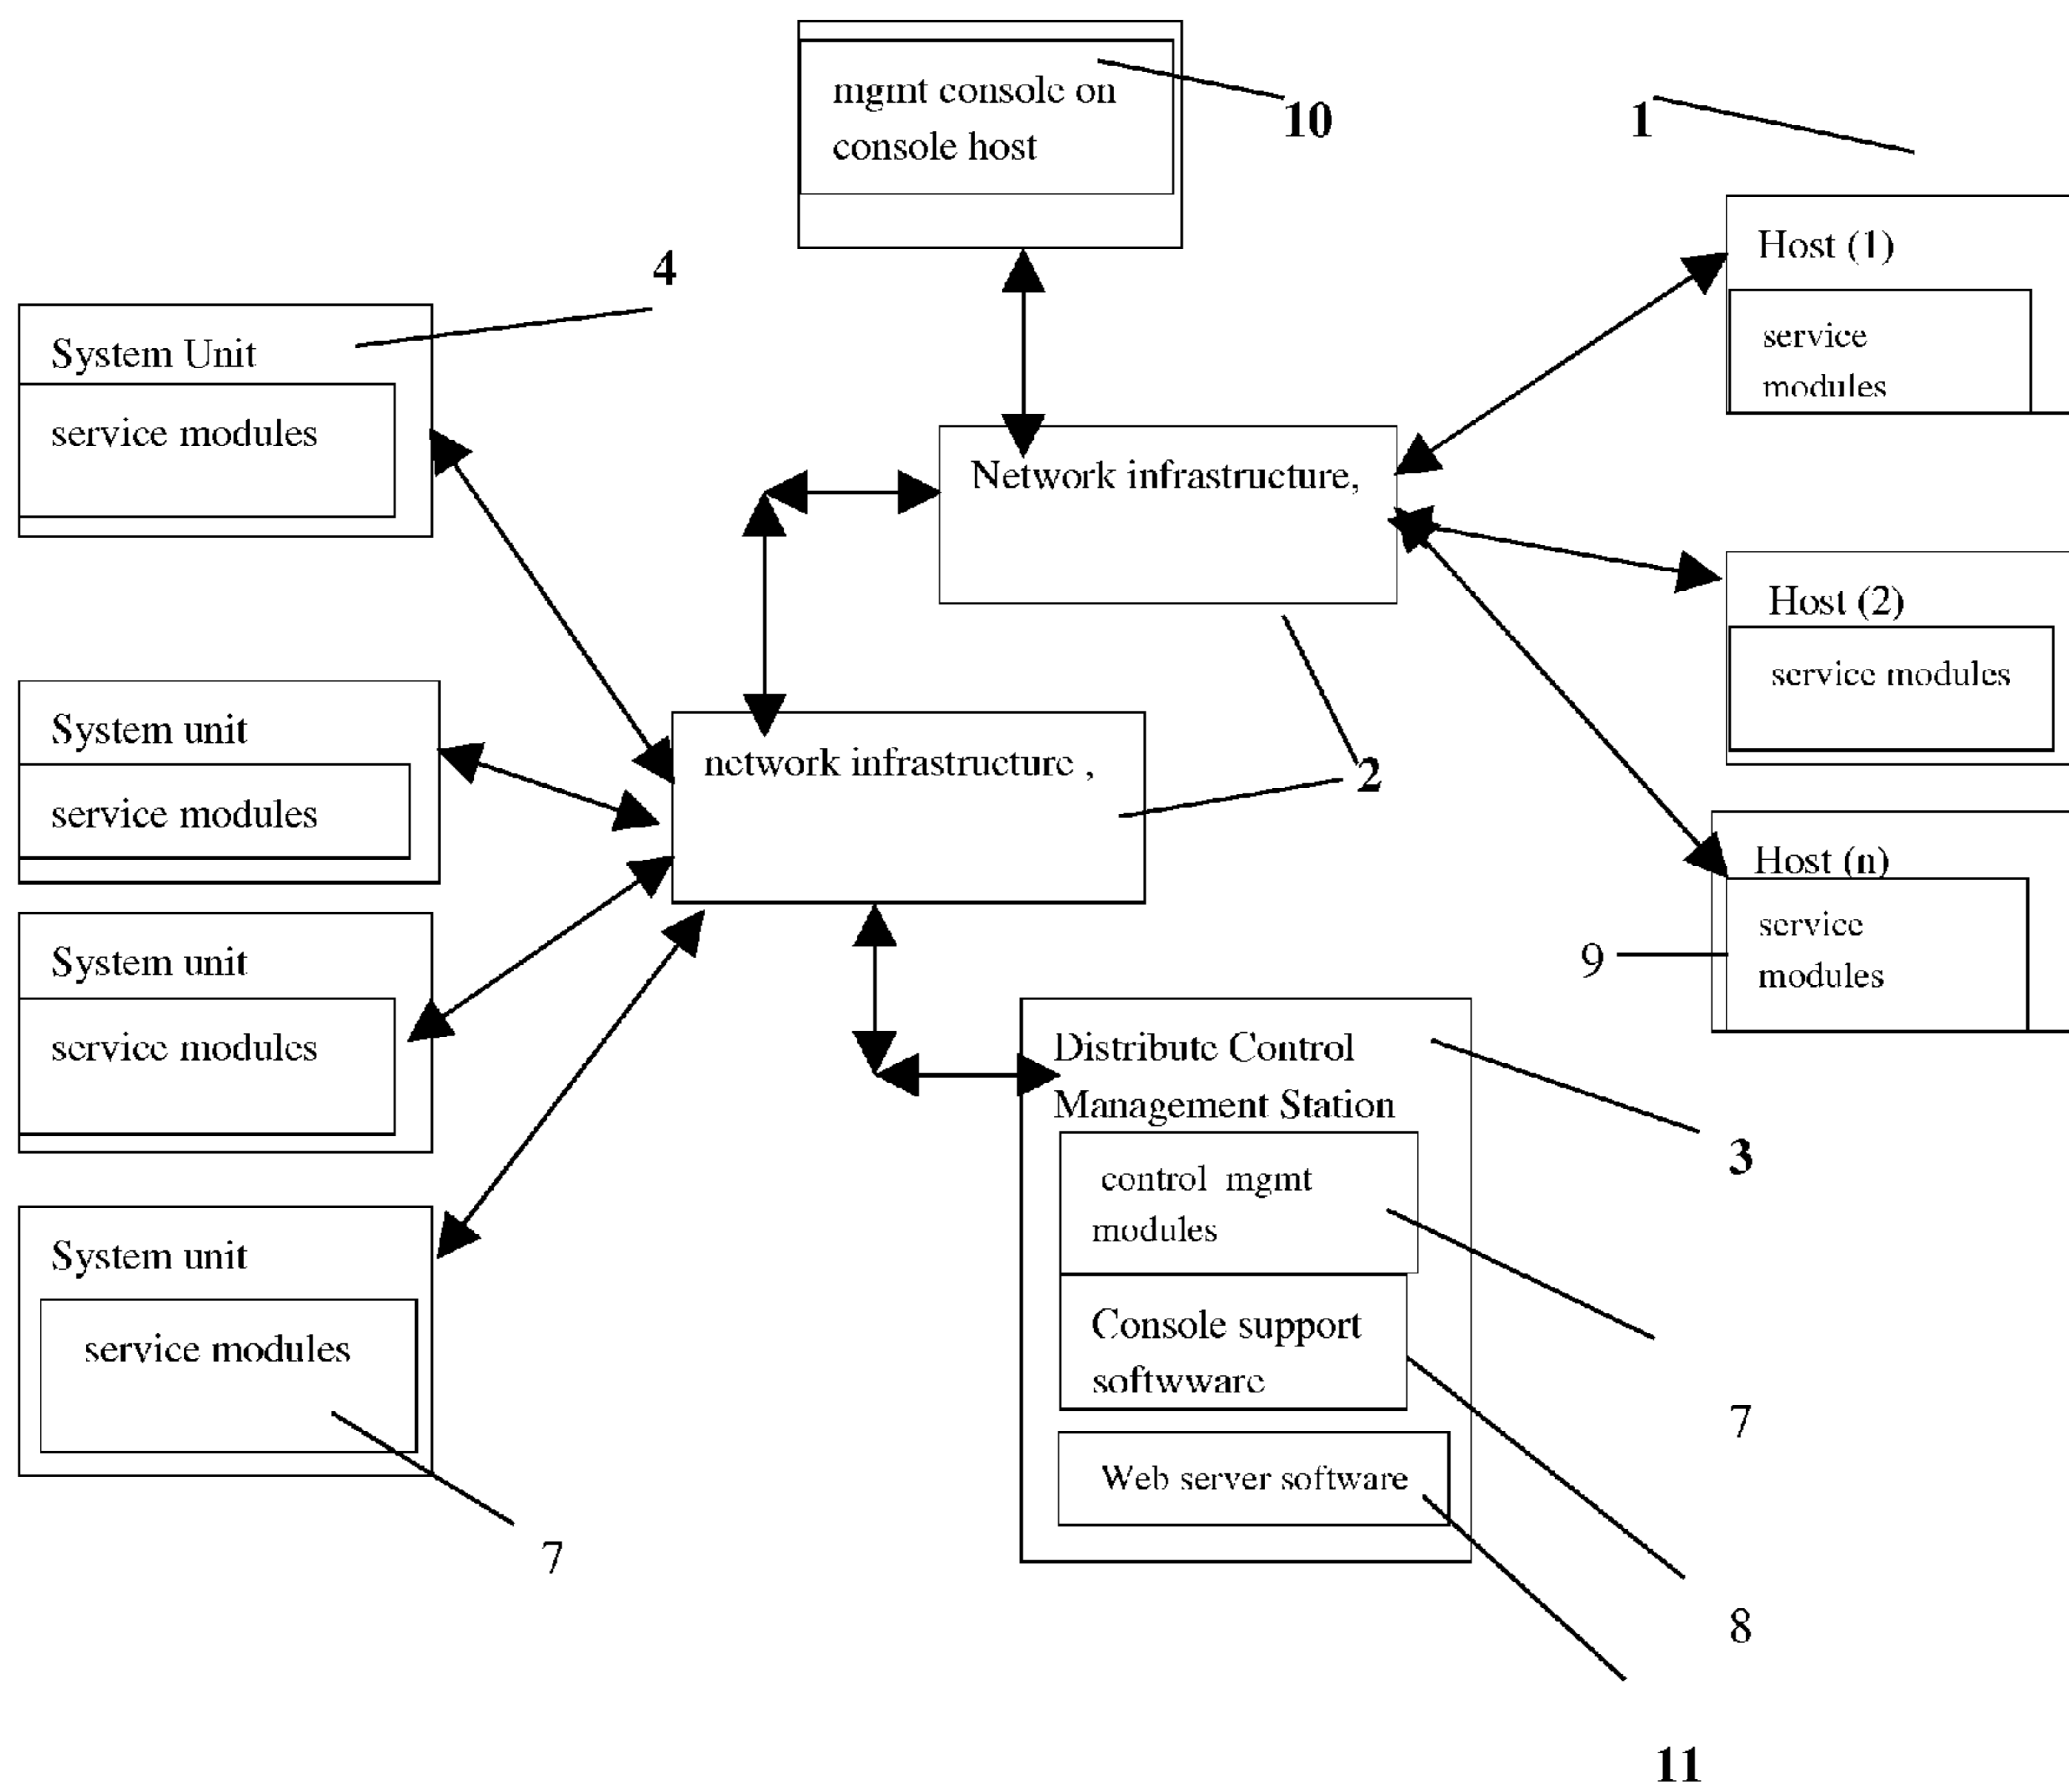 mgmt console on
console host
10
1
Host (1)
service
modules
4
System Unit
service modules
Network infrastructure,
Host (2)
service modules
System unit
service modules
network infrastructure ,
2
Host (n)
service
modules
9
System unit
service modules
Distribute Control
Management Station
3
control mgmt
modules
7
Console support
softwware
8
Web server software
11
System unit
service modules
7